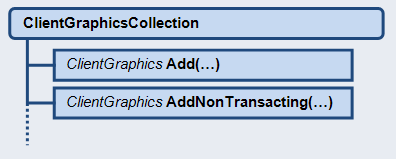 ClientGraphicsCollection
ClientGraphics Add(...)
ClientGraphics AddNonTransacting(...)